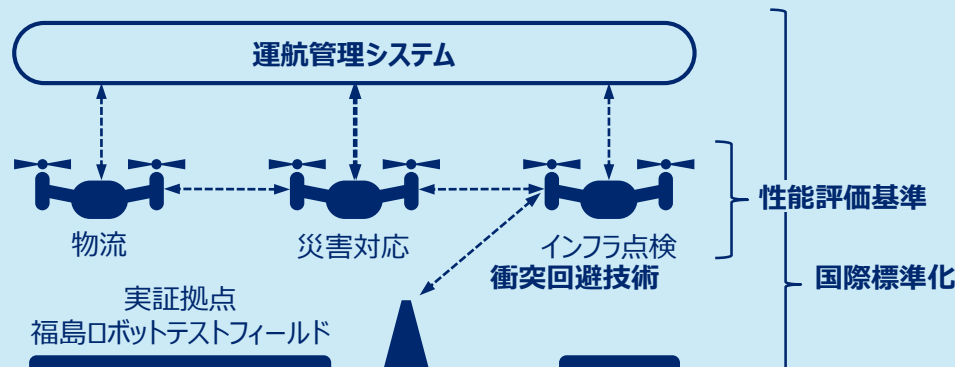 運航管理システム
物流
災害対応
インフラ点検
性能評価基準
衝突回避技術
国際標準化
実証拠点
福島ロボットテストフィールド